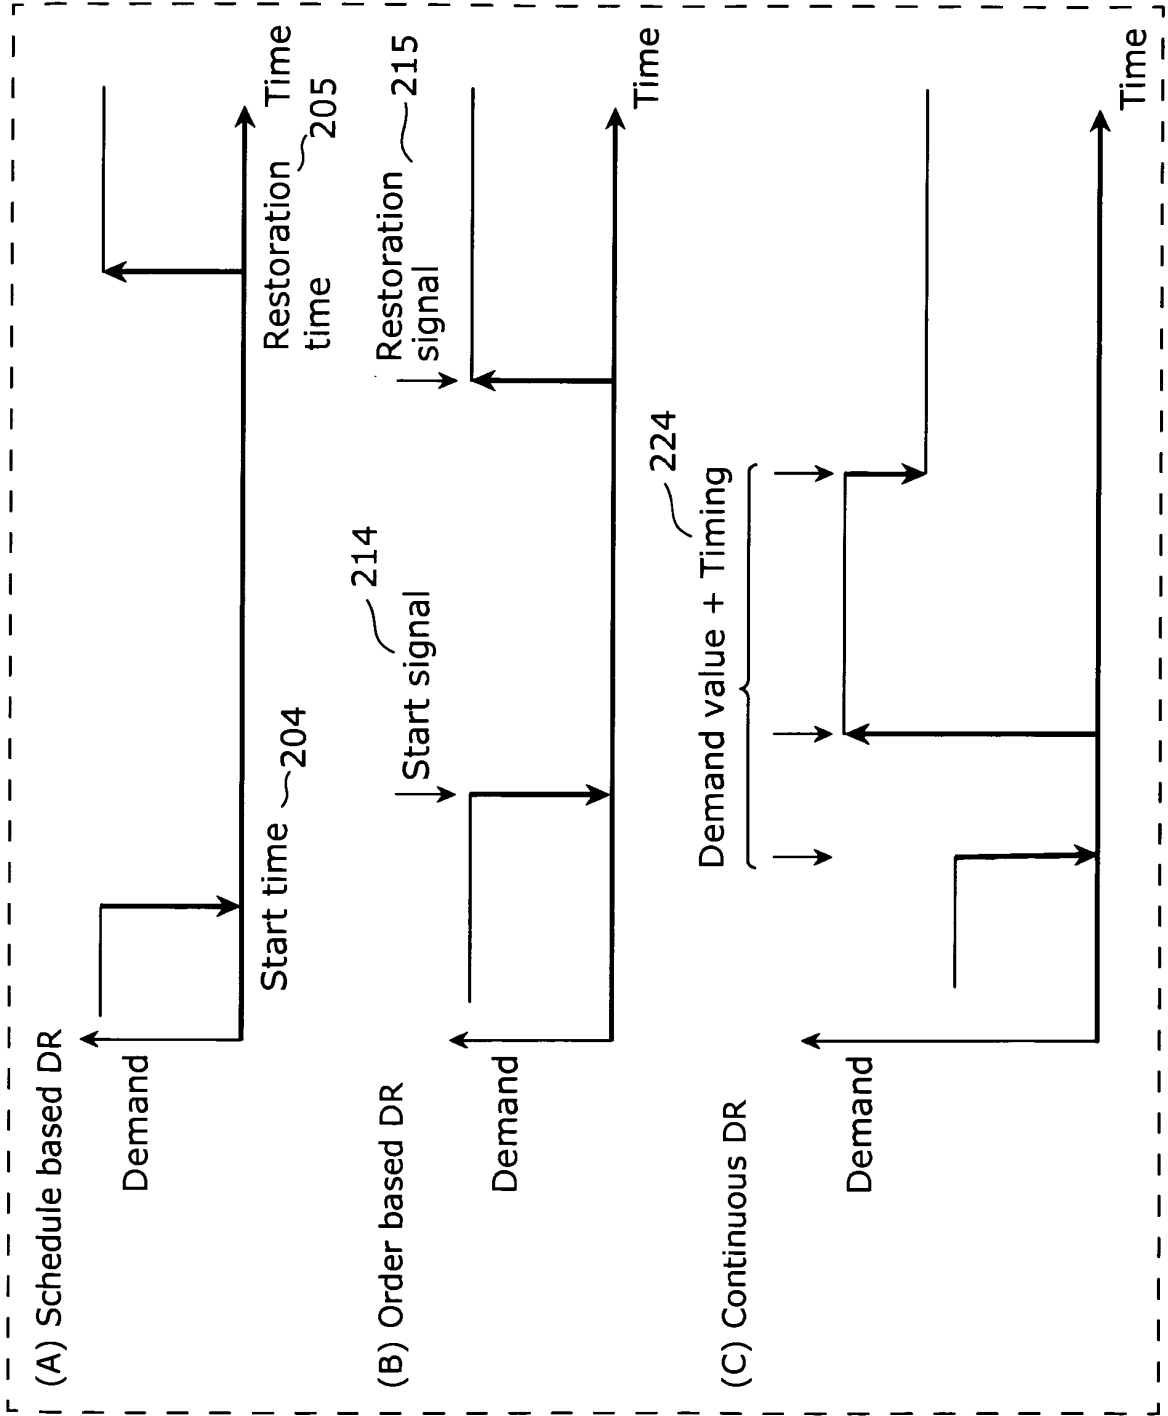 (A) Schedule based DR
Demand
Start time 204
Restoration
time
205
Time
(B) Order based DR
Demand
214
Start signal
Restoration
signal
215
Time
(C) Continuous DR
Demand
224
Demand value + Timing
Time